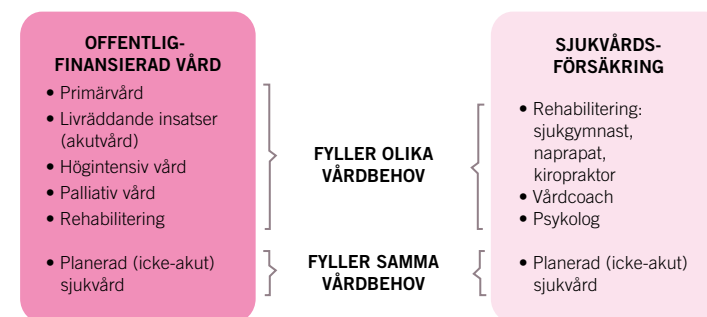 OFFENTLIG-
FINANSIERAD VÅRD
• Primärvård
• Livräddande insatser
(akutvård)
• Högintensiv vård
• Palliativ vård
• Rehabilitering
• Planerad (icke-akut)
sjukvård
FYLLER OLIKA
VÅRDBEHOV
FYLLER SAMMA
VÅRDBEHOV
SJUKVÅRDS-
FÖRSÄKRING
• Rehabilitering:
sjukgymnast,
naprapat,
kiropraktor
• Vårdcoach
• Psykolog
• Planerad (icke-akut)
sjukvård